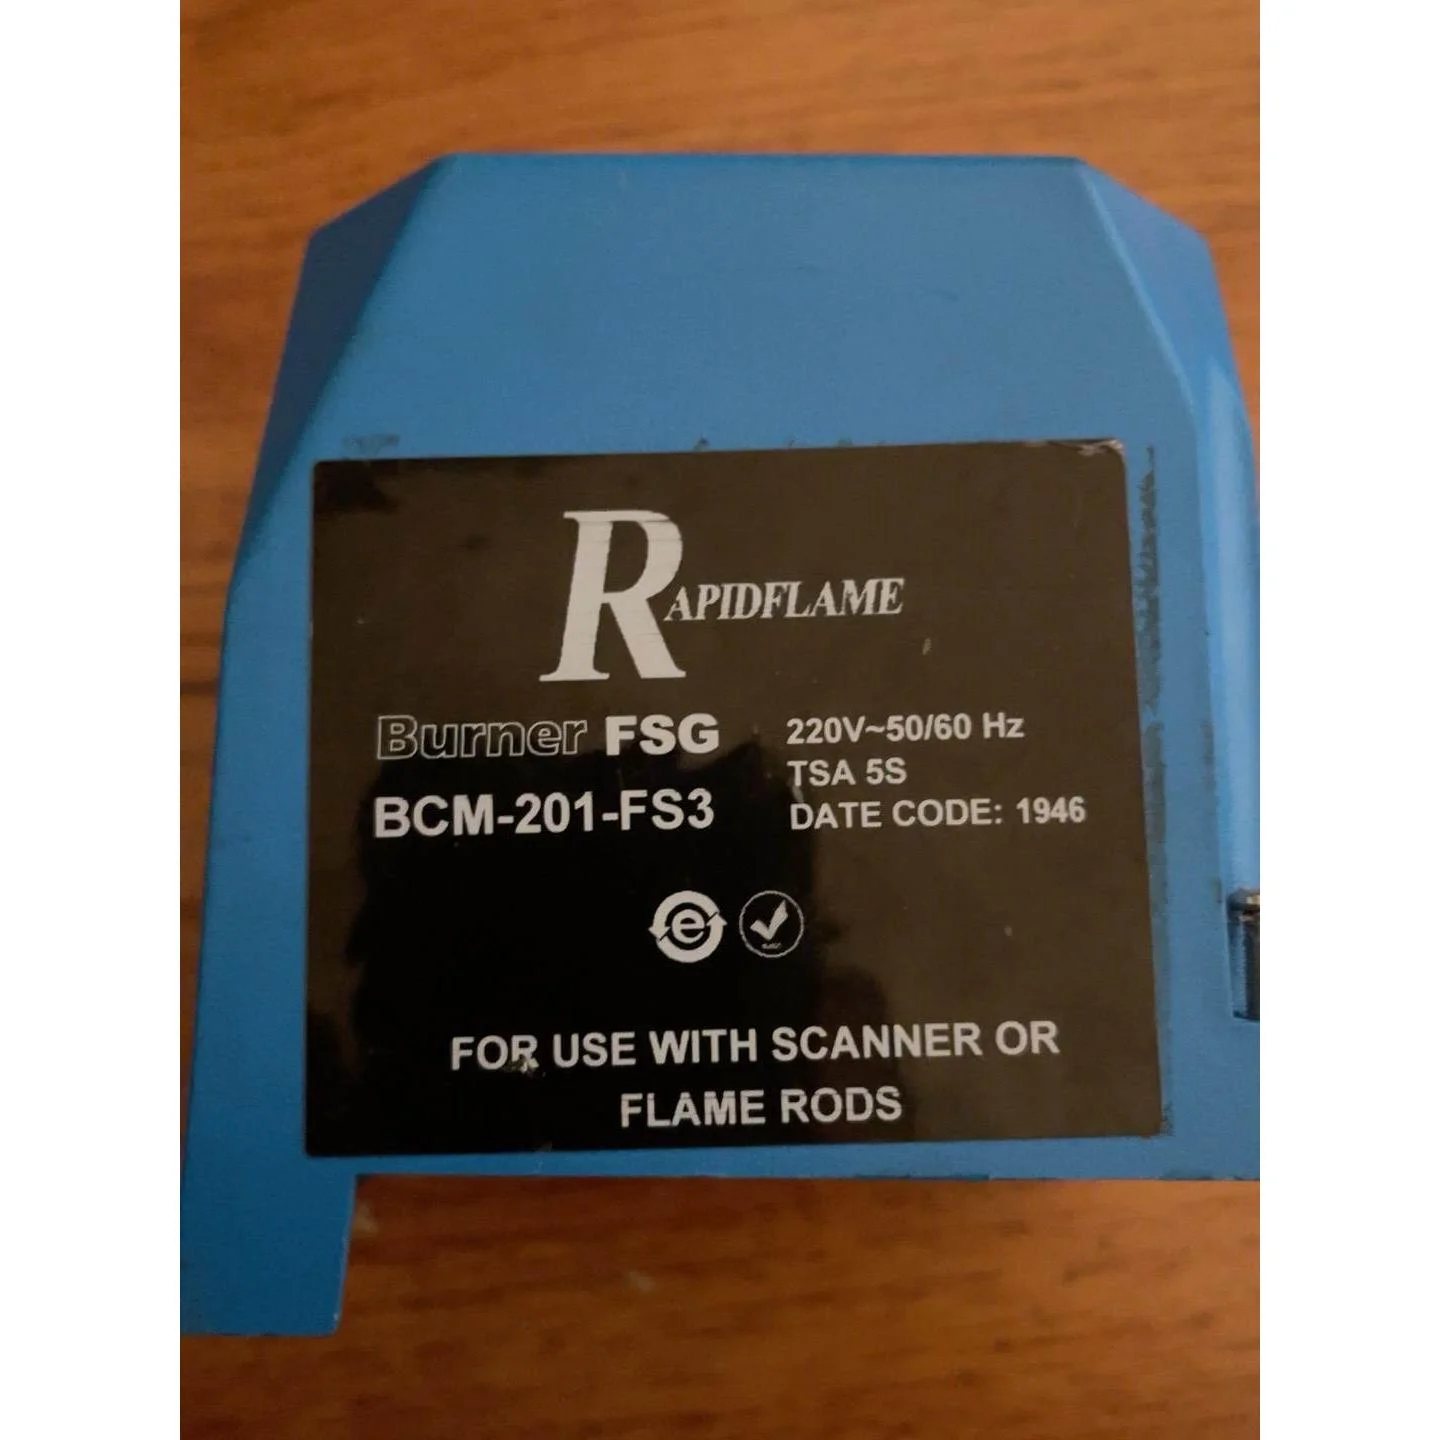 RAPIDFLAME
Burner FSG
BCM-201-FS3
220V~50/60 Hz
TSA 5S
DATE CODE: 1946
e
FOR USE WITH SCANNER OR
FLAME RODS